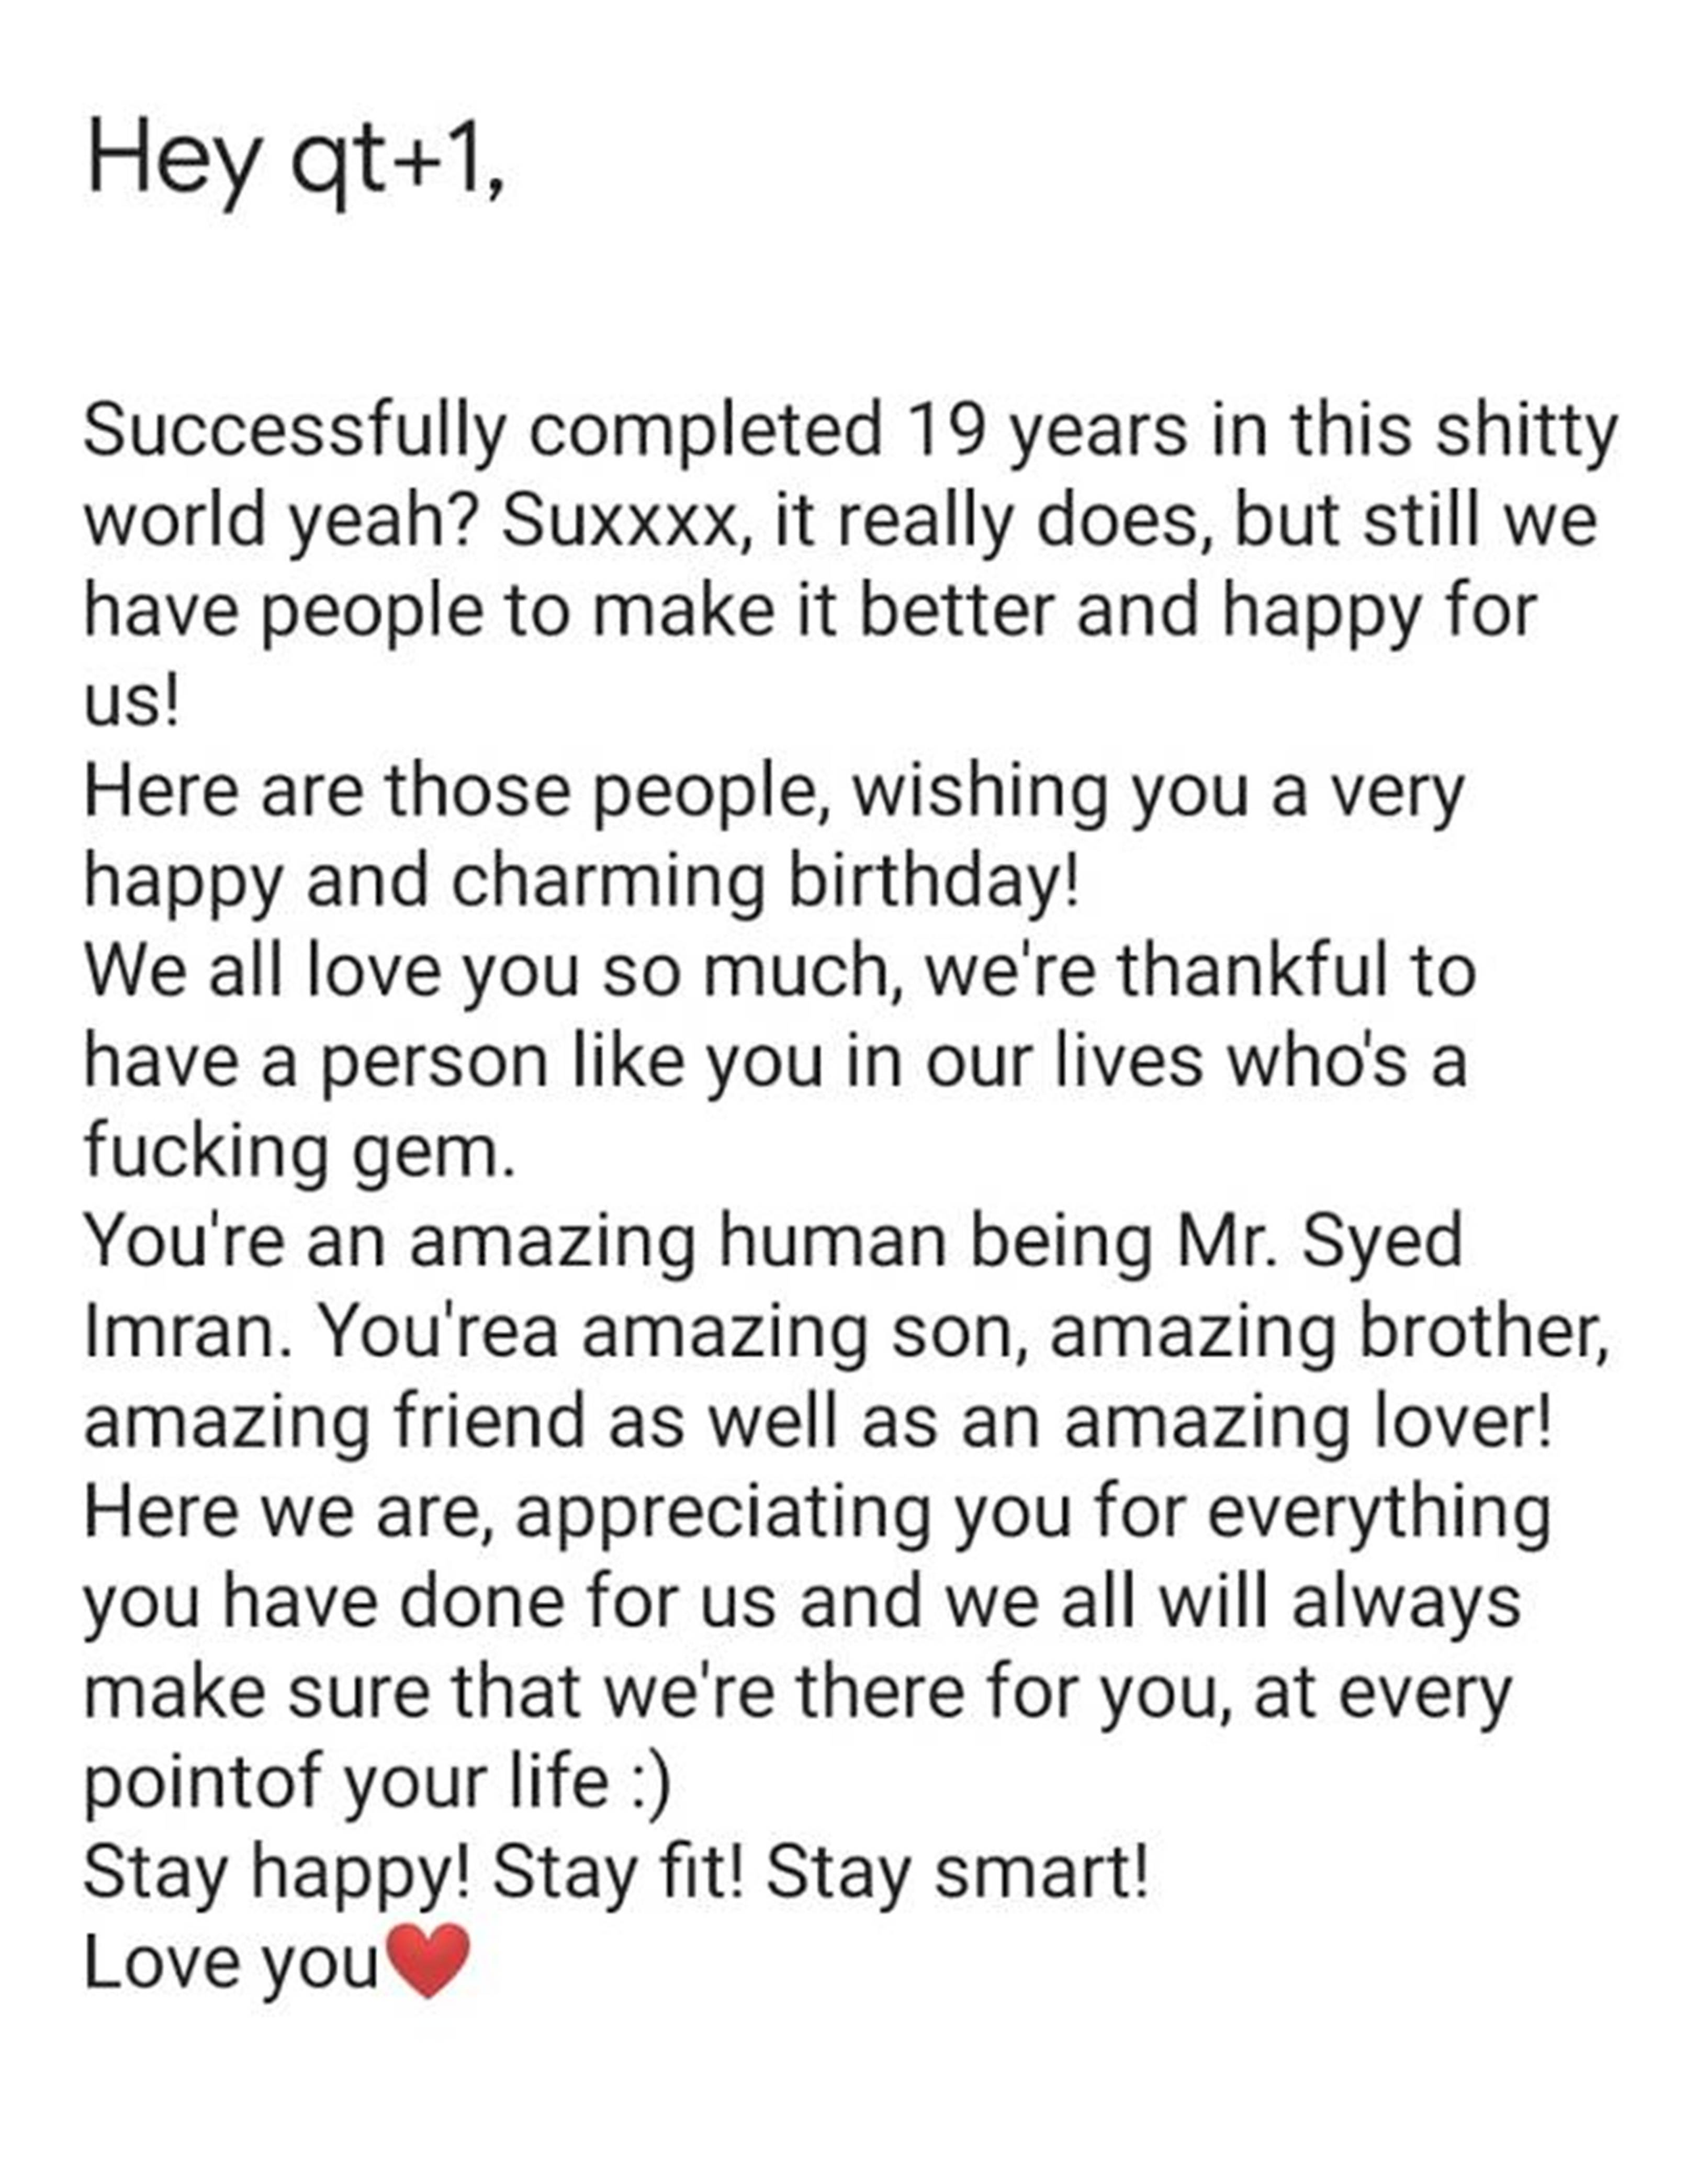 Hey qt+1,
Successfully completed 19 years in this shitty
world yeah? Suxxxx, it really does, but still we
have people to make it better and happy for
us!
Here are those people, wishing you a very
happy and charming birthday!
We all love you so much, we're thankful to
have a person like you in our lives who's a
fucking gem.
You're an amazing human being Mr. Syed
Imran. You'rea amazing son, amazing brother,
amazing friend as well as an amazing lover!
Here we are, appreciating you for everything
you have done for us and we all will always
make sure that we're there for you, at every
pointof your life :)
Stay happy! Stay fit! Stay smart!
Love you❤️